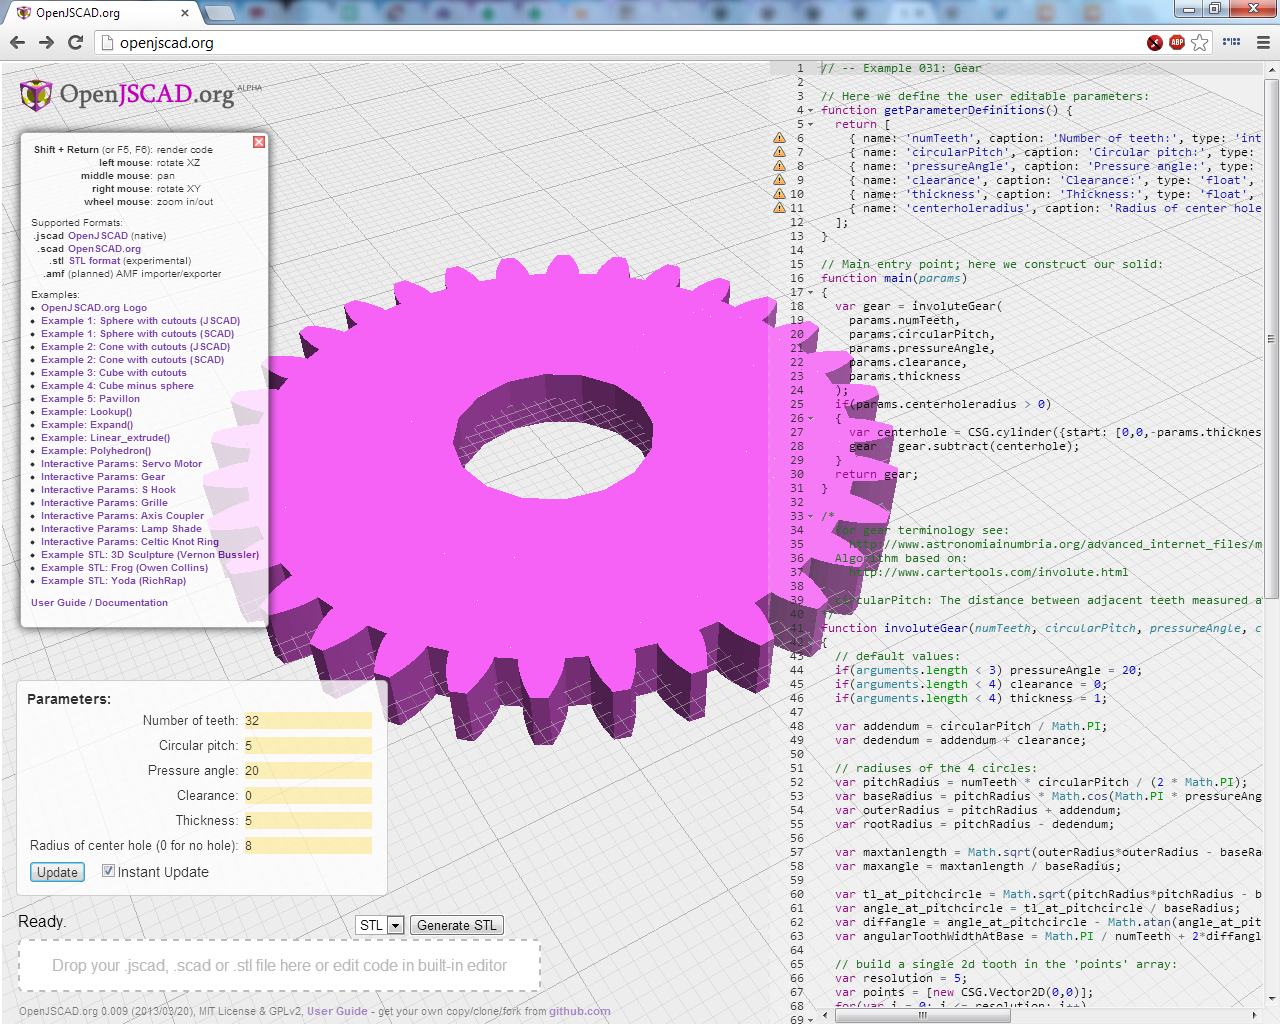 OpenJSCAD.org
openjscad.org
ABP
OpenJSCAD.org ALPHA
Shift + Return (or F5, F6): render code
left mouse: rotate XZ
middle mouse: pan
right mouse: rotate XY
wheel mouse: zoom in/out
Supported Formats:
.jscad OpenJSCAD (native)
.scad OpenSCAD.org
.stl STL format (experimental)
.amf (planned) AMF importer/exporter
Examples:
OpenJSCAD.org Logo
Example 1: Sphere with cutouts (JSCAD)
Example 1: Sphere with cutouts (SCAD)
Example 2: Cone with cutouts (JSCAD)
Example 2: Cone with cutouts (SCAD)
Example 3: Cube with cutouts
Example 4: Cube minus sphere
Example 5: Pavillon
Example: Lookup()
Example: Expand()
Example: Linear_extrude()
Example: Polyhedron()
Interactive Params: Servo Motor
Interactive Params: Gear
Interactive Params: S Hook
Interactive Params: Grille
Interactive Params: Axis Coupler
Interactive Params: Lamp Shade
Interactive Params: Celtic Knot Ring
Example STL: 3D Sculpture (Vernon Bussler)
Example STL: Frog (Owen Collins)
Example STL: Yoda (RichRap)
User Guide / Documentation
Parameters:
Number of teeth: 32
Circular pitch: 5
Pressure angle: 20
Clearance: 0
Thickness: 5
Radius of center hole (0 for no hole): 8
Update Instant Update
Ready.
STL Generate STL
Drop your .jscad, .scad or .stl file here or edit code in built-in editor
OpenJSCAD.org 0.009 (2013/03/20), MIT License & GPLv2, User Guide - get your own copy/clone/fork from github.com
1 // -- Example 031: Gear
2
3 // Here we define the user editable parameters:
4 function getParameterDefinitions() {
5 return [
6 { name: 'numTeeth', caption: 'Number of teeth:', type: 'int
7 { name: 'circularPitch', caption: 'Circular pitch:', type:
8 { name: 'pressureAngle', caption: 'Pressure angle:', type:
9 { name: 'clearance', caption: 'Clearance:', type: 'float',
10 { name: 'thickness', caption: 'Thickness:', type: 'float',
11 { name: 'centerholeradius', caption: 'Radius of center hole
12 ];
13 }
14
15 // Main entry point; here we construct our solid:
16 function main(params)
17 {
18 var gear = involuteGear(
19 params.numTeeth,
20 params.circularPitch,
21 params.pressureAngle,
22 params.clearance,
23 params.thickness
24 );
25 if(params.centerholeradius > 0)
26 {
27 var centerhole = CSG.cylinder({start: [0,0,-params.thicknes
28 gear = gear.subtract(centerhole);
29 }
30 return gear;
31 }
32
33 /*
34 For gear terminology see:
35 http://www.astronomiainumbria.org/advanced_internet_files/m
36 Algorithm based on:
37 http://www.cartertools.com/involute.html
38
39 circularPitch: The distance between adjacent teeth measured a
40 */
41 function involuteGear(numTeeth, circularPitch, pressureAngle, c
42 {
43 // default values:
44 if(arguments.length < 3) pressureAngle = 20;
45 if(arguments.length < 4) clearance = 0;
46 if(arguments.length < 4) thickness = 1;
47
48 var addendum = circularPitch / Math.PI;
49 var dedendum = addendum + clearance;
50
51 // radiuses of the 4 circles:
52 var pitchRadius = numTeeth * circularPitch / (2 * Math.PI);
53 var baseRadius = pitchRadius * Math.cos(Math.PI * pressureAng
54 var outerRadius = pitchRadius + addendum;
55 var rootRadius = pitchRadius - dedendum;
56
57 var maxtanlength = Math.sqrt(outerRadius*outerRadius - baseRa
58 var maxangle = maxtanlength / baseRadius;
59
60 var tl_at_pitchcircle = Math.sqrt(pitchRadius*pitchRadius - b
61 var angle_at_pitchcircle = tl_at_pitchcircle / baseRadius;
62 var diffangle = angle_at_pitchcircle - Math.atan(angle_at_pit
63 var angularToothWidthAtBase = Math.PI / numTeeth + 2*diffangl
64
65 // build a single 2d tooth in the 'points' array:
66 var resolution = 5;
67 var points = [new CSG.Vector2D(0,0)];
68 for(var i = 0; i <= resolution; i++)
69